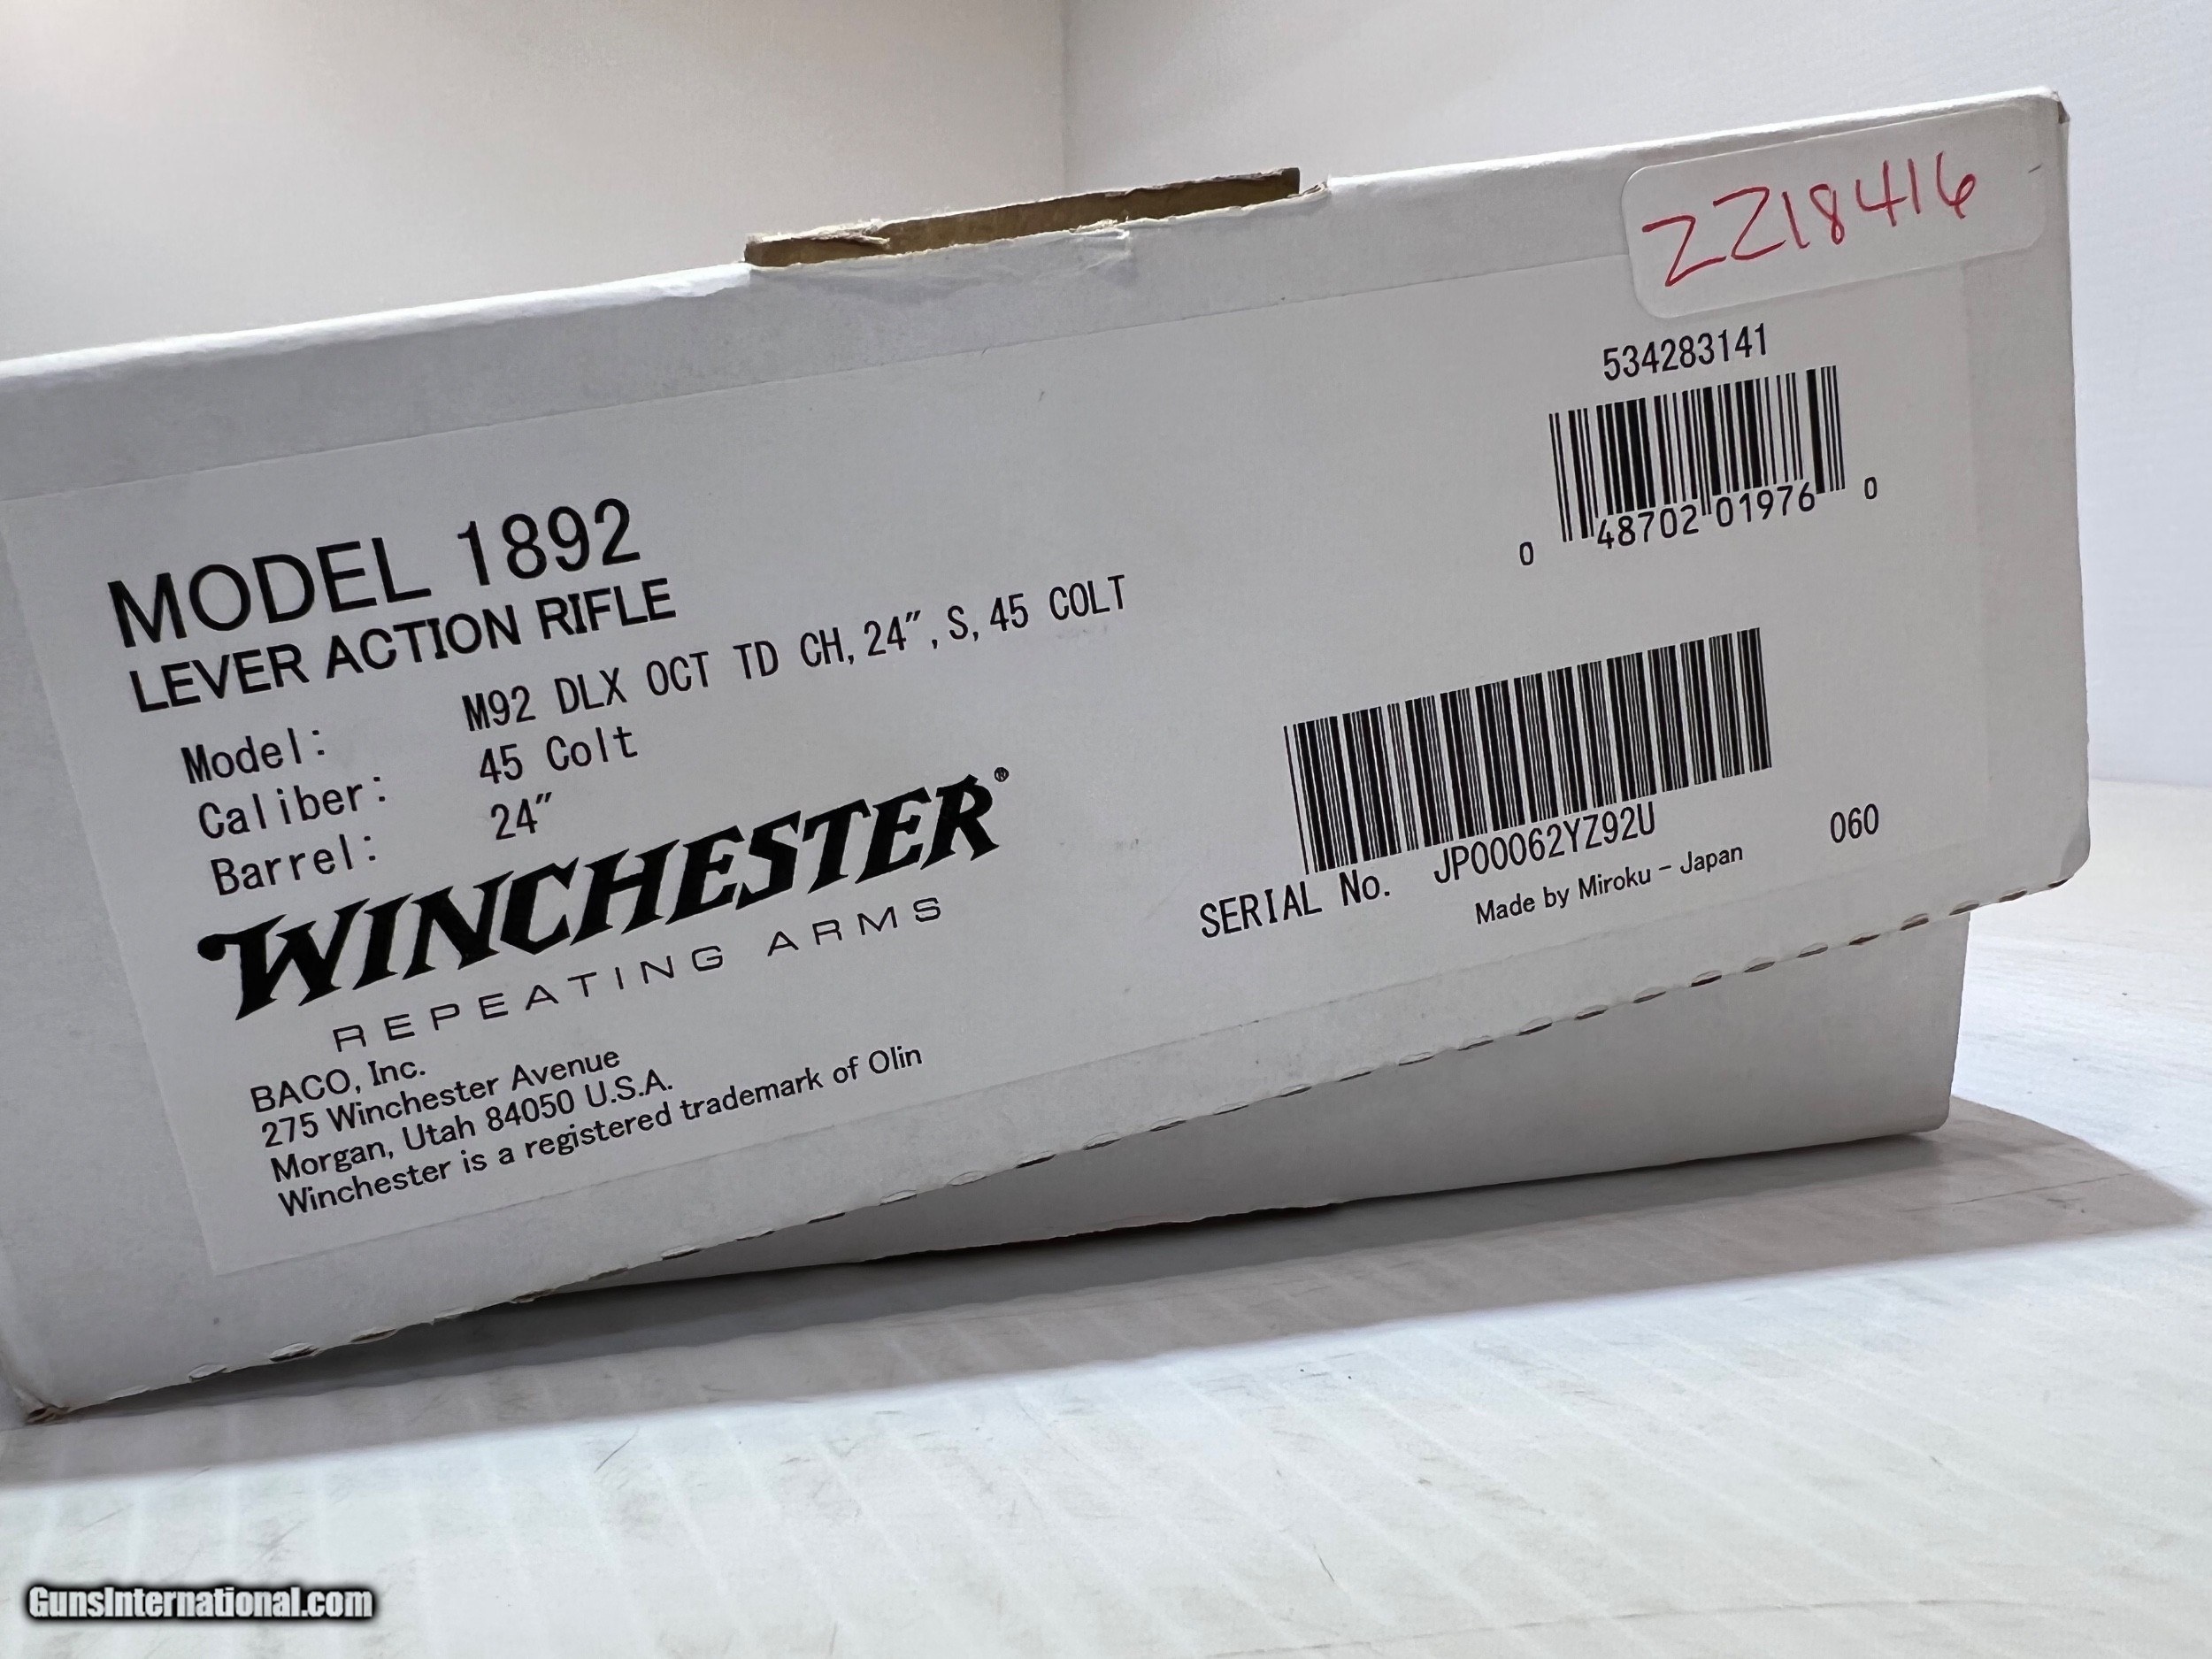 ZZ18416
534283141
0 48702 01976 0
MODEL 1892
LEVER ACTION RIFLE
Model: M92 DLX OCT TD CH, 24″, S, 45 COLT
Caliber: 45 Colt
Barrel: 24″
WINCHESTER®
REPEATING ARMS
BACO, Inc.
275 Winchester Avenue
Morgan, Utah 84050 U.S.A.
Winchester is a registered trademark of Olin
SERIAL No. JP00062YZ92U
Made by Miroku - Japan
060
GunsInternational.com